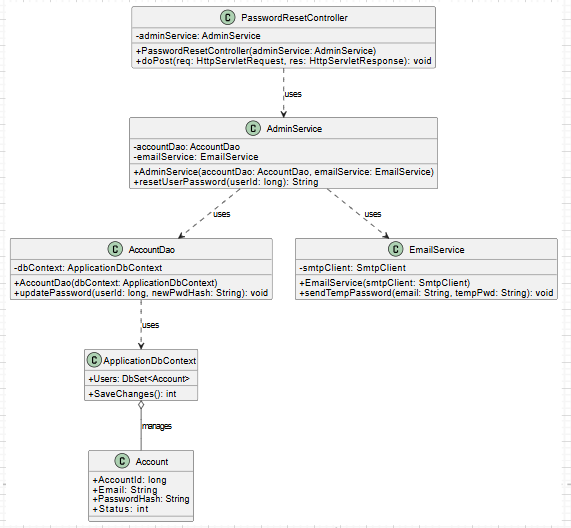 C PasswordResetController
-adminService: AdminService
+PasswordResetController(adminService: AdminService)
+doPost(req: HttpServletRequest, res: HttpServletResponse): void
uses
C AdminService
-accountDao: AccountDao
-emailService: EmailService
+AdminService(accountDao: AccountDao, emailService: EmailService)
+resetUserPassword(userId: long): String
uses
uses
C AccountDao
-dbContext: ApplicationDbContext
+AccountDao(dbContext: ApplicationDbContext)
+updatePassword(userId: long, newPwdHash: String): void
C EmailService
-smtpClient: SmtpClient
+EmailService(smtpClient: SmtpClient)
+sendTempPassword(email: String, tempPwd: String): void
uses
C ApplicationDbContext
+Users: DbSet<Account>
+SaveChanges(): int
manages
C Account
+AccountId: long
+Email: String
+PasswordHash: String
+Status: int